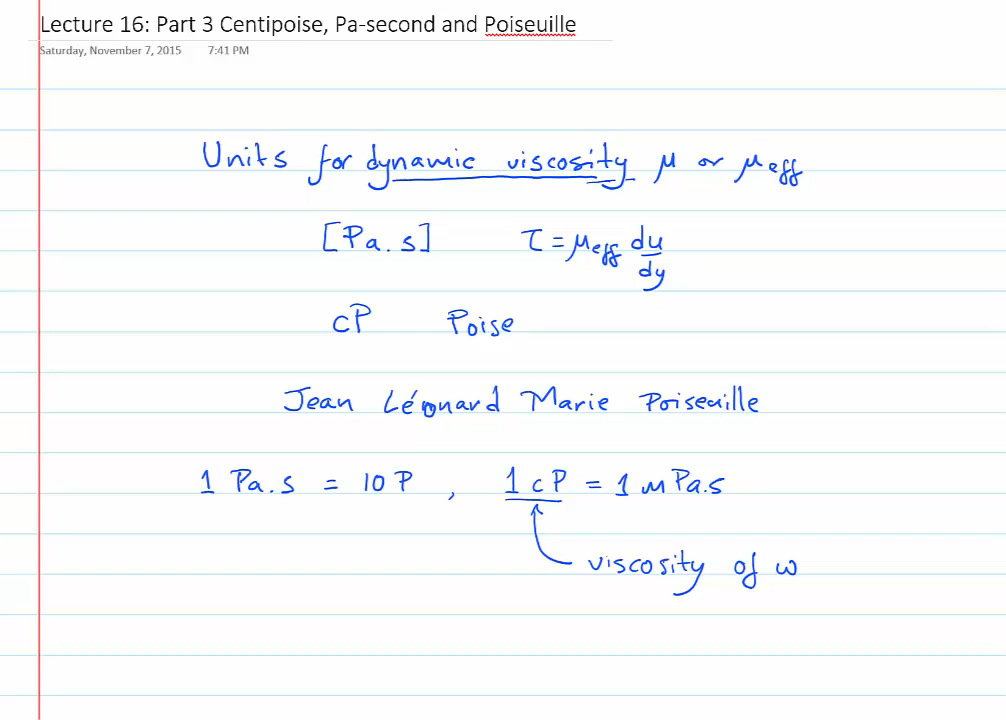 Lecture 16: Part 3 Centipoise, Pa-second and Poiseuille
Saturday, November 7, 2015 7:41 PM
Units for dynamic viscosity μ or μeff
[Pa.s] τ = μeff du/dy
cP Poise
Jean Léonard Marie Poiseuille
1 Pa.s = 10 P , 1 cP = 1 mPa.s
viscosity of w